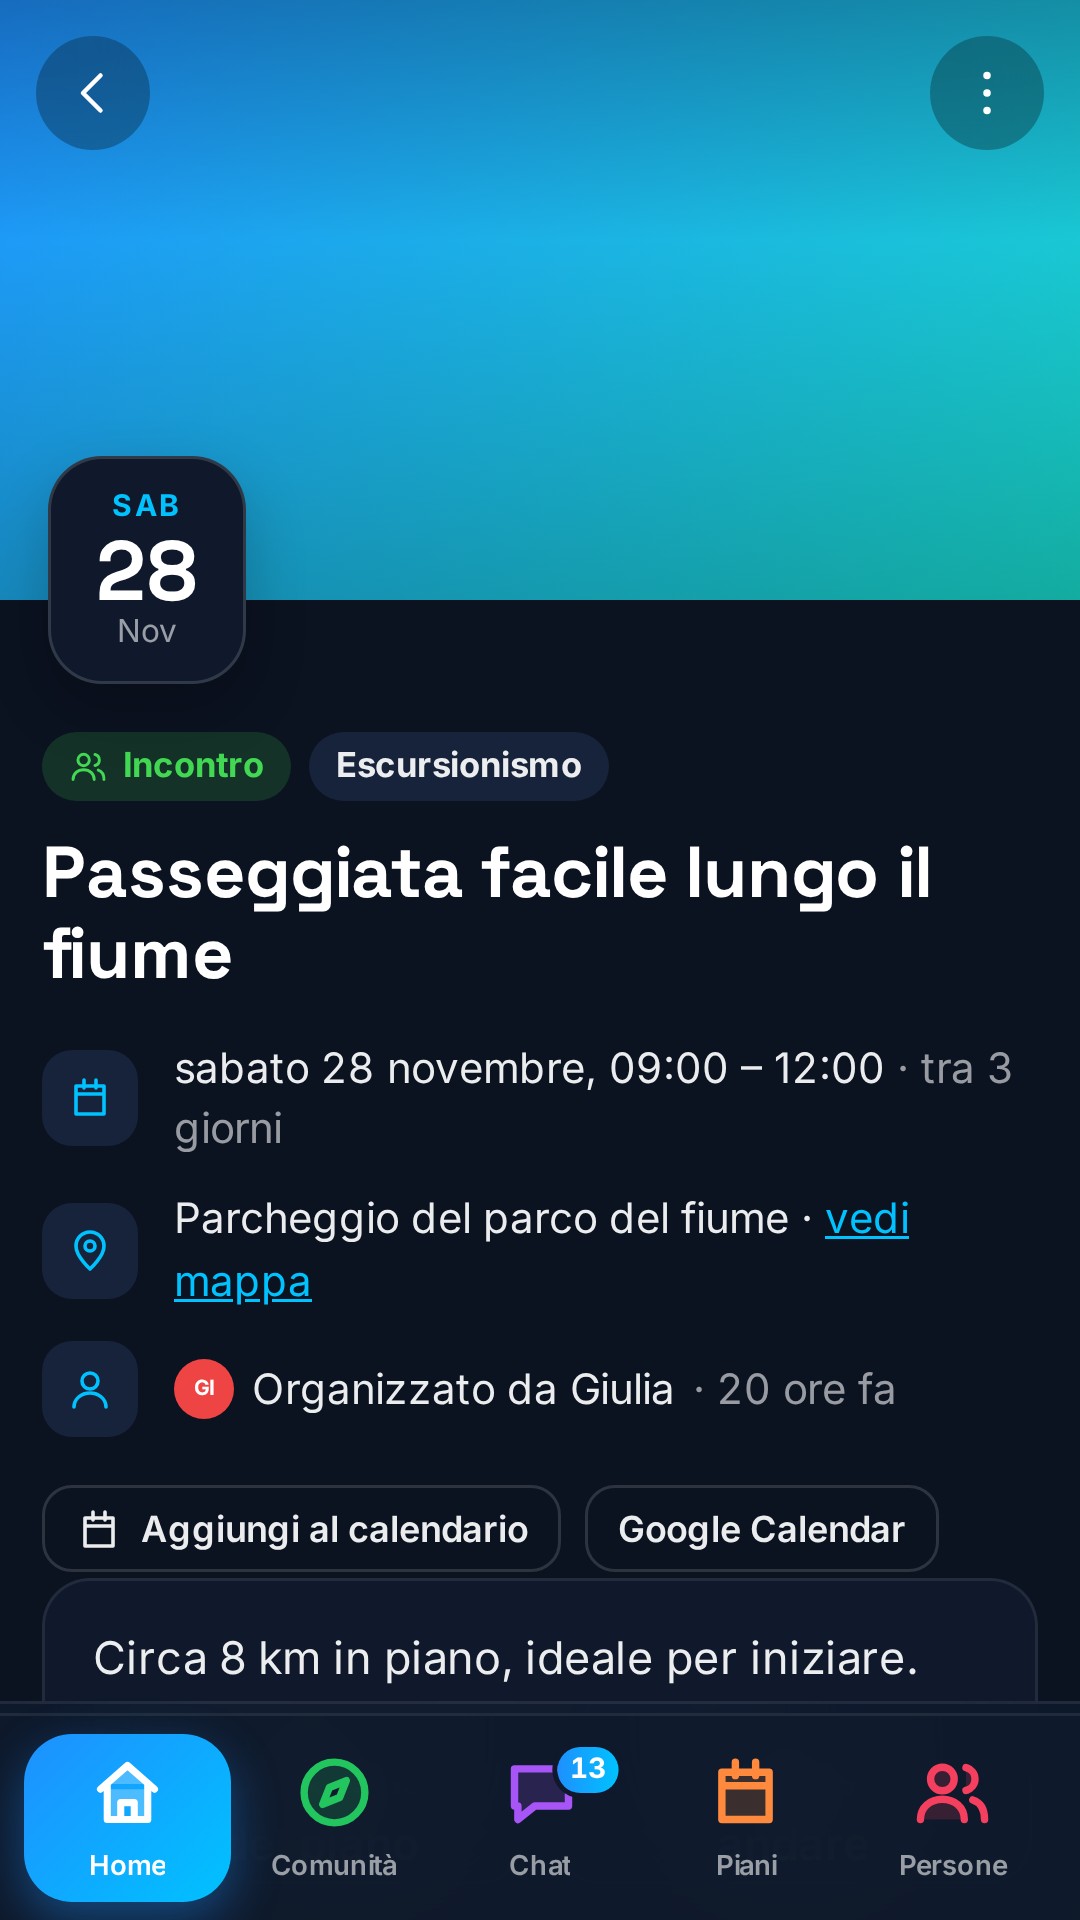 SAB
28
Nov
Incontro
Escursionismo
Passeggiata facile lungo il
fiume
sabato 28 novembre, 09:00 – 12:00 · tra 3
giorni
Parcheggio del parco del fiume · vedi
mappa
GI Organizzato da Giulia · 20 ore fa
Aggiungi al calendario
Google Calendar
Circa 8 km in piano, ideale per iniziare.
13
Home
Comunità
Chat
Piani
Persone